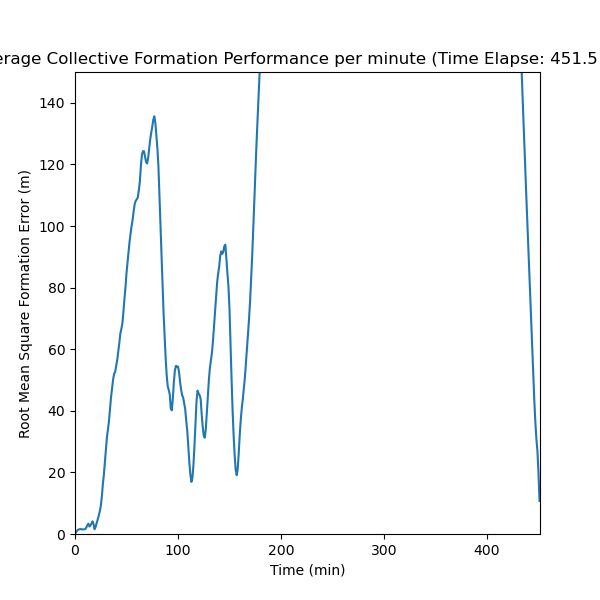 erage Collective Formation Performance per minute (Time Elapse: 451.5
140
120
100
80
60
40
20
0
Root Mean Square Formation Error (m)
0 100 200 300 400
Time (min)